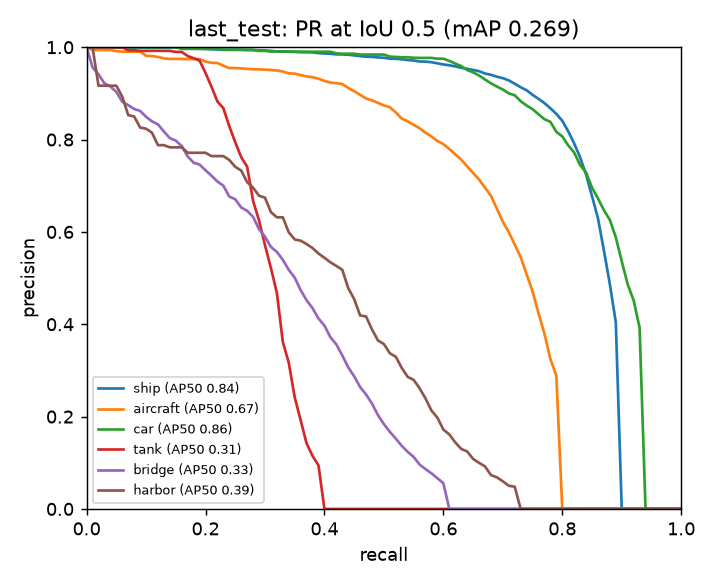 last_test: PR at IoU 0.5 (mAP 0.269)
precision
1.0
0.8
0.6
0.4
0.2
0.0
ship (AP50 0.84)
aircraft (AP50 0.67)
car (AP50 0.86)
tank (AP50 0.31)
bridge (AP50 0.33)
harbor (AP50 0.39)
0.0 0.2 0.4 0.6 0.8 1.0
recall